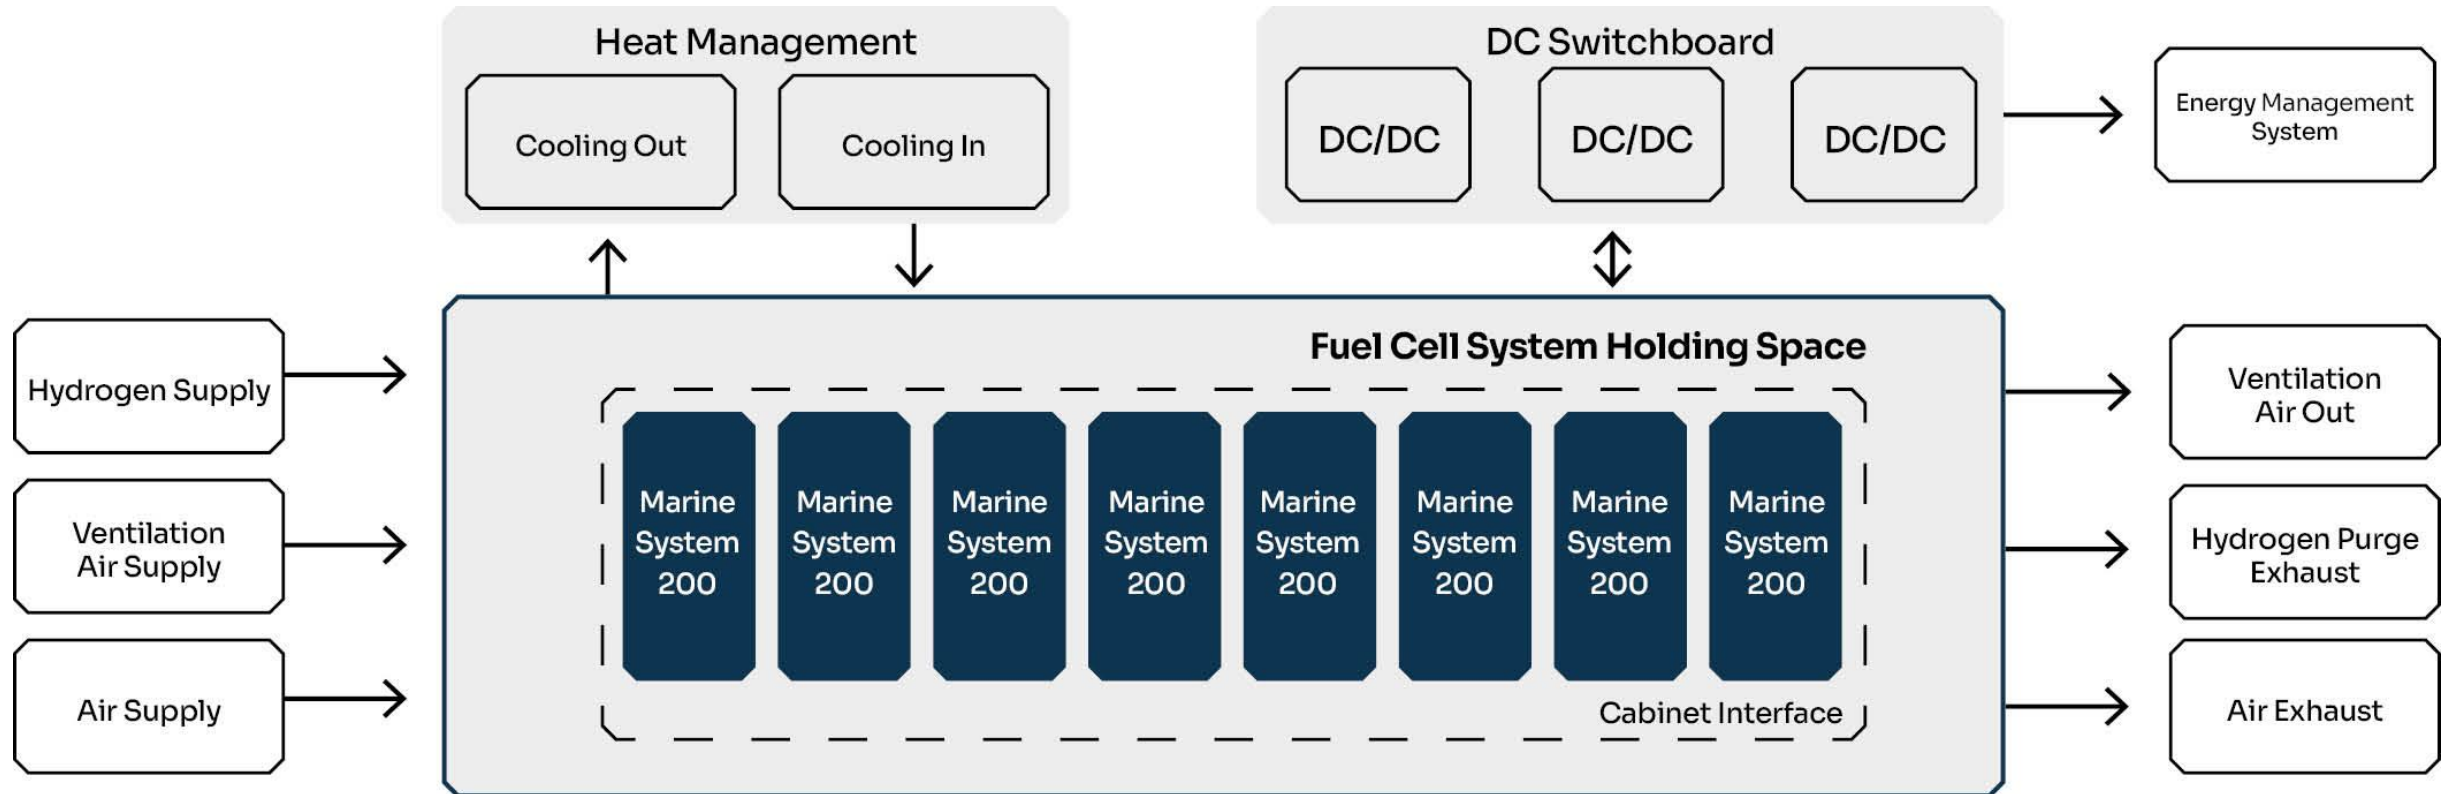 Heat Management
Cooling Out
Cooling In
DC Switchboard
DC/DC
DC/DC
DC/DC
Energy Management
System
Hydrogen Supply
Ventilation
Air Supply
Air Supply
Fuel Cell System Holding Space
Marine
System
200
Marine
System
200
Marine
System
200
Marine
System
200
Marine
System
200
Marine
System
200
Marine
System
200
Marine
System
200
Cabinet Interface
Ventilation
Air Out
Hydrogen Purge
Exhaust
Air Exhaust